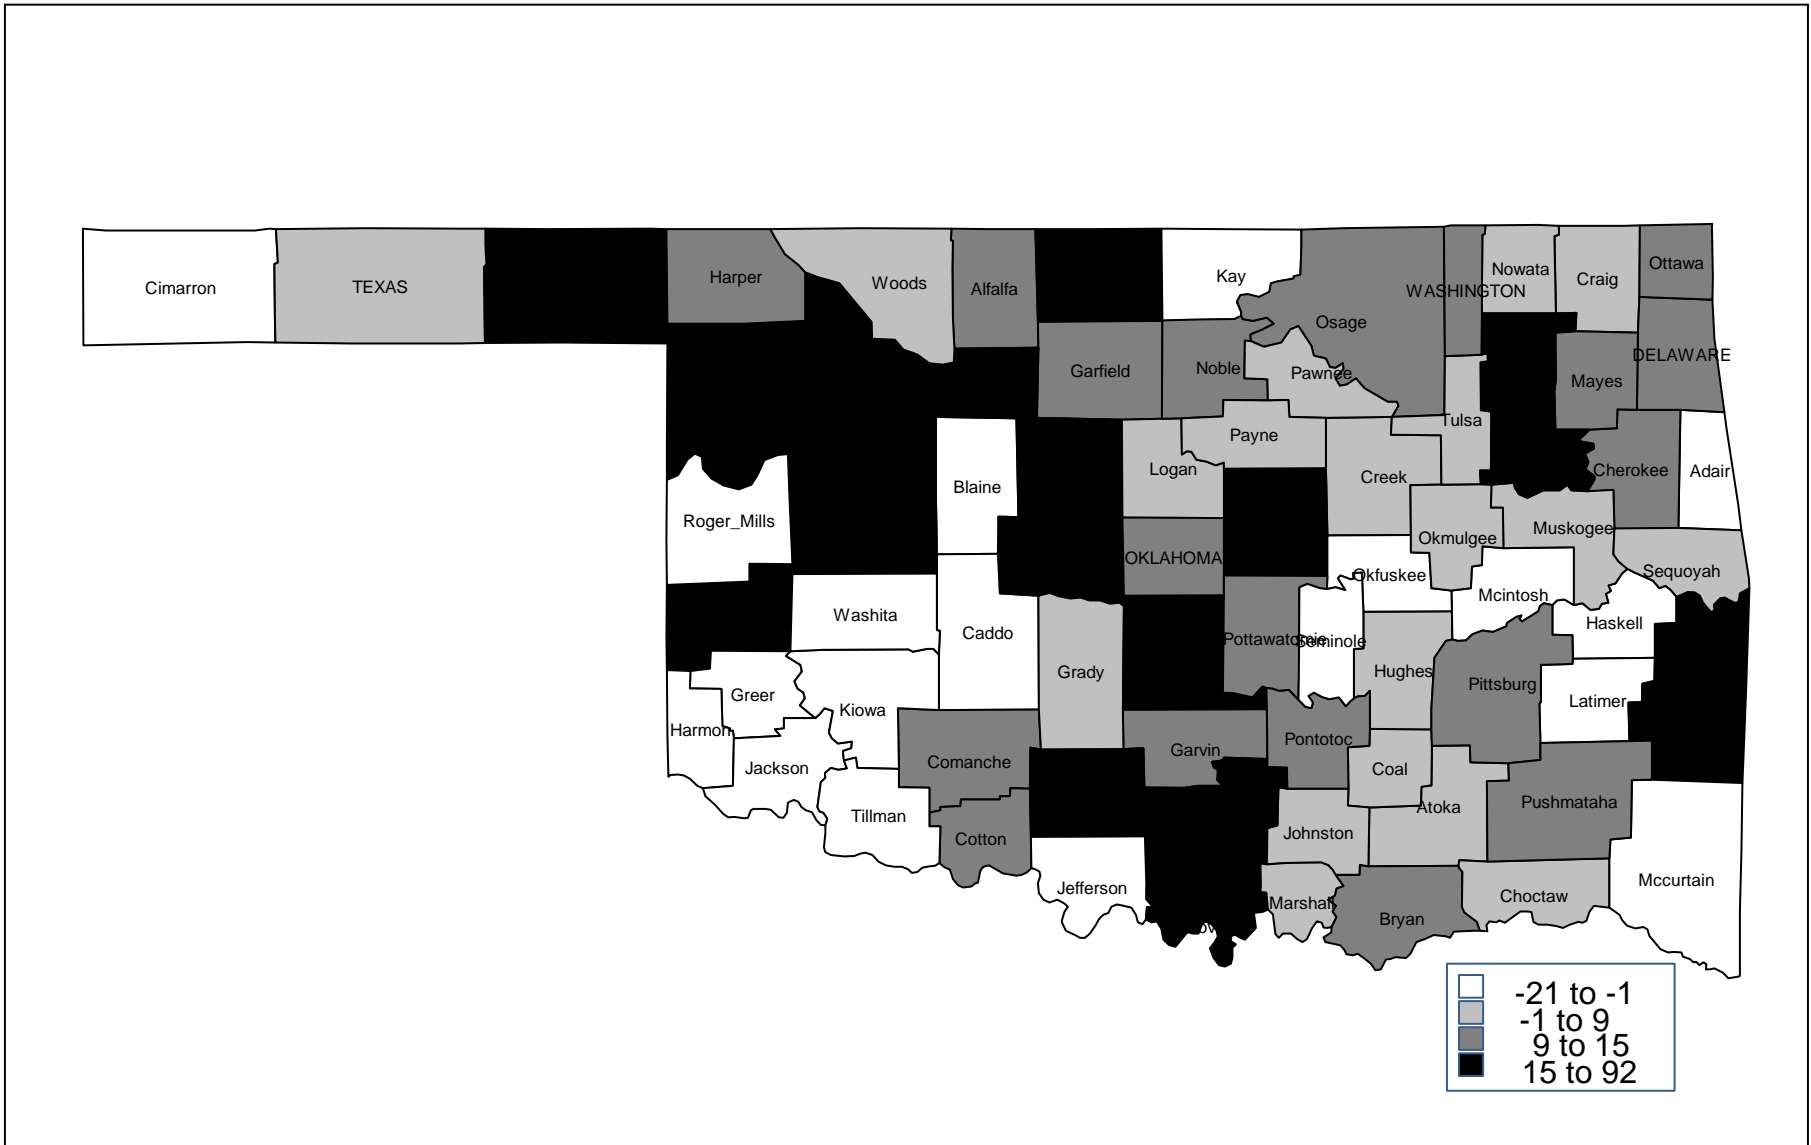 Cimarron
TEXAS
Harper
Woods
Alfalfa
Kay
Osage
WASHINGTON
Nowata
Craig
Ottawa
DELAWARE
Garfield
Noble
Pawnee
Mayes
Tulsa
Payne
Logan
Creek
Cherokee
Adair
Blaine
Roger_Mills
OKLAHOMA
Okmulgee
Muskogee
Okfuskee
Sequoyah
Mcintosh
Haskell
Washita
Caddo
Pottawatomie
Seminole
Grady
Hughes
Pittsburg
Latimer
Greer
Kiowa
Harmon
Comanche
Garvin
Pontotoc
Coal
Jackson
Tillman
Cotton
Johnston
Atoka
Pushmataha
Jefferson
Marshall
Bryan
Choctaw
Mccurtain
-21 to -1
-1 to 9
9 to 15
15 to 92